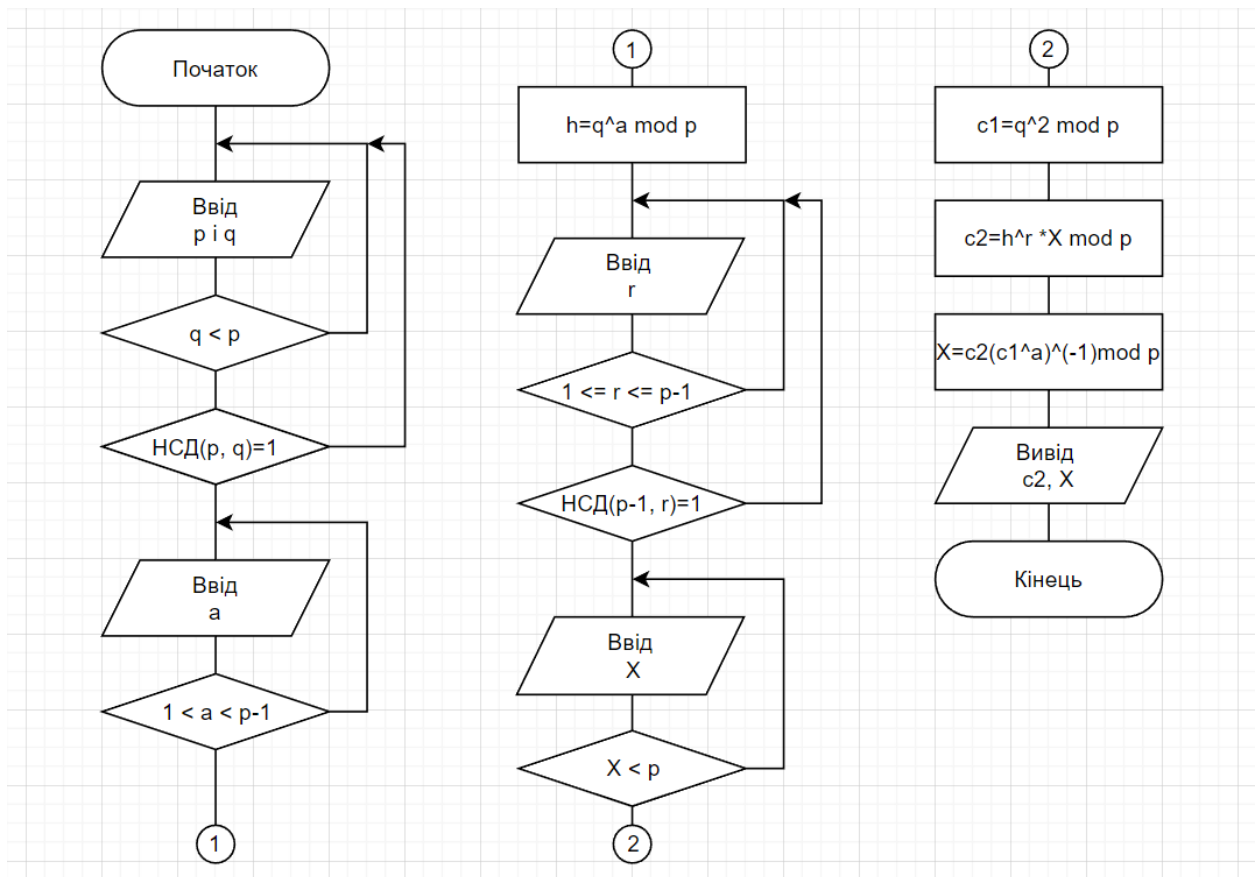 Початок
Ввід
p і q
q < p
НСД(p, q)=1
Ввід
a
1 < a < p-1
1
1
h=q^a mod p
Ввід
r
1 <= r <= p-1
НСД(p-1, r)=1
Ввід
X
X < p
2
2
c1=q^2 mod p
c2=h^r *X mod p
X=c2(c1^a)^(-1)mod p
Вивід
c2, X
Кінець